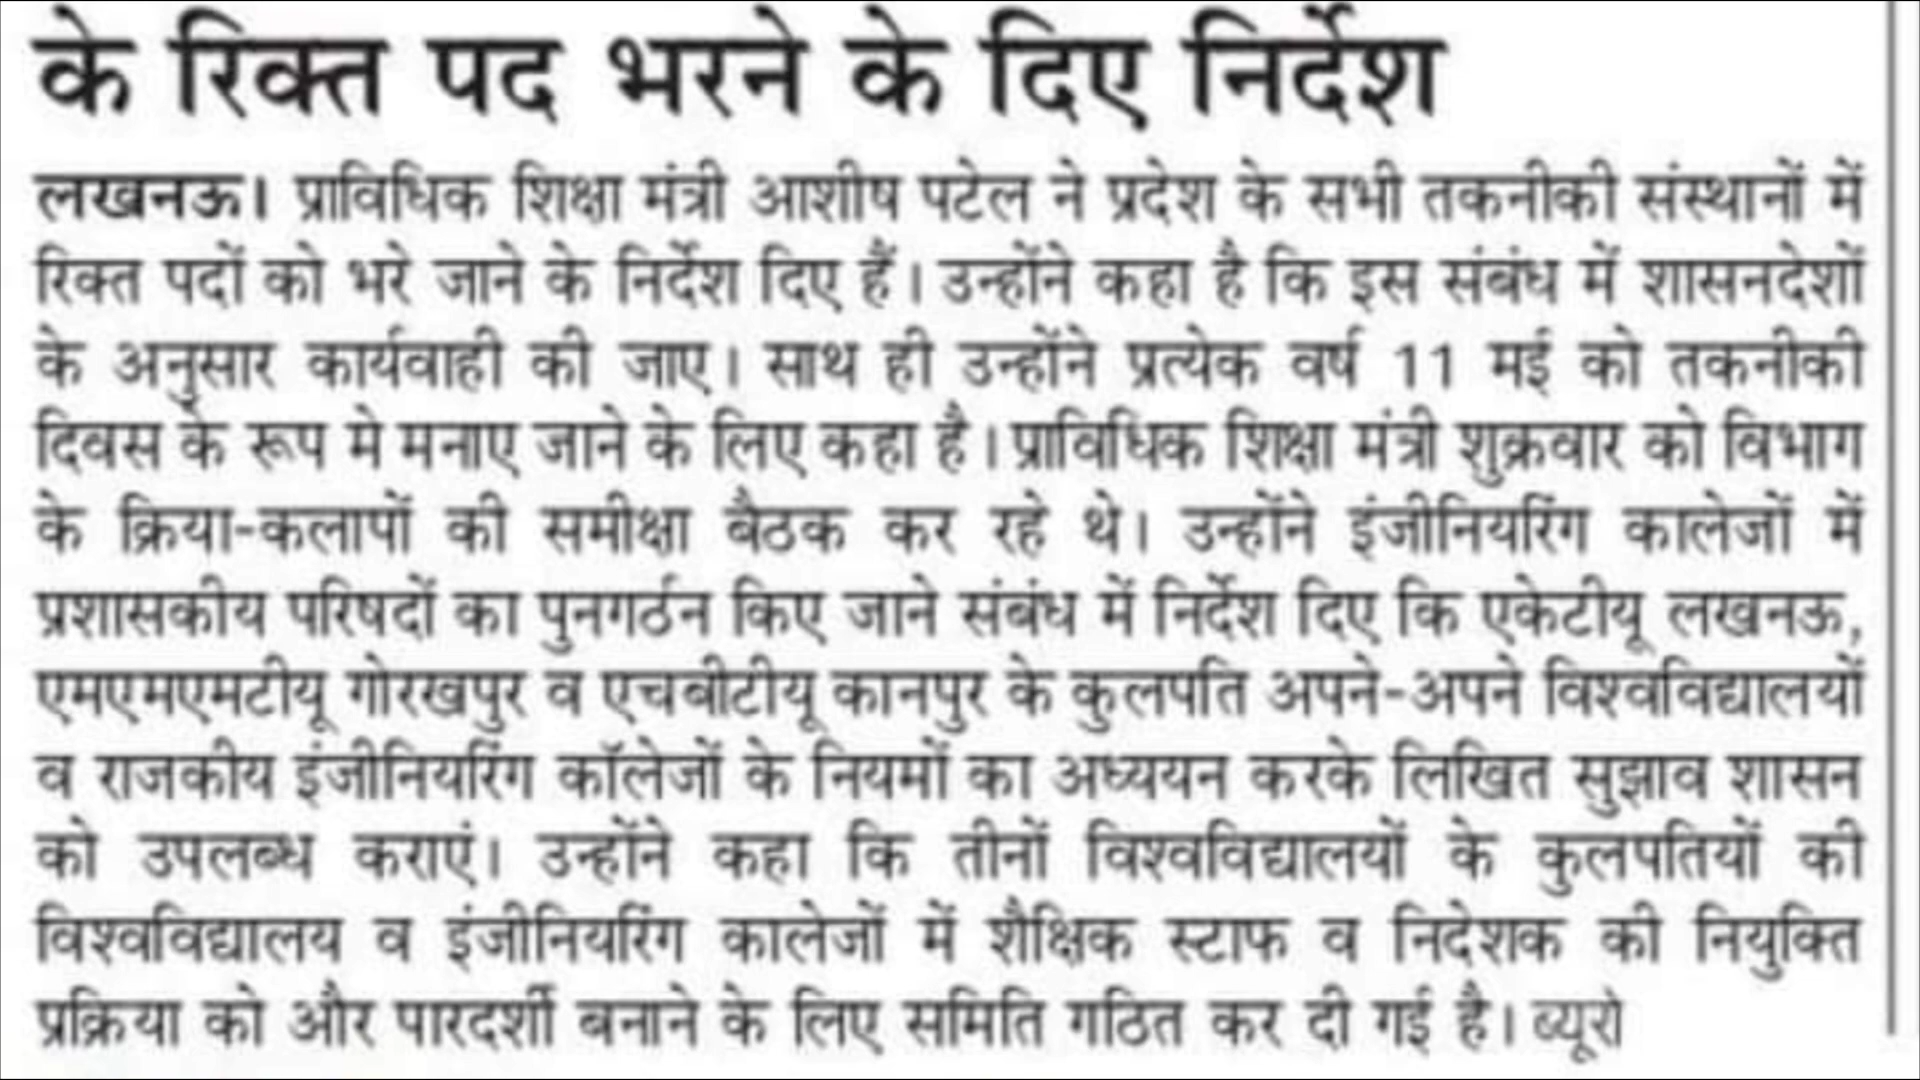 के रिक्त पद भरने के दिए निर्देश
लखनऊ। प्राविधिक शिक्षा मंत्री आशीष पटेल ने प्रदेश के सभी तकनीकी संस्थानों में
रिक्त पदों को भरे जाने के निर्देश दिए हैं। उन्होंने कहा है कि इस संबंध में शासनदेशों
के अनुसार कार्यवाही की जाए। साथ ही उन्होंने प्रत्येक वर्ष 11 मई को तकनीकी
दिवस के रूप मे मनाए जाने के लिए कहा है। प्राविधिक शिक्षा मंत्री शुक्रवार को विभाग
के क्रिया-कलापों की समीक्षा बैठक कर रहे थे। उन्होंने इंजीनियरिंग कालेजों में
प्रशासकीय परिषदों का पुनगर्ठन किए जाने संबंध में निर्देश दिए कि एकेटीयू लखनऊ,
एमएमएमटीयू गोरखपुर व एचबीटीयू कानपुर के कुलपति अपने-अपने विश्वविद्यालयों
व राजकीय इंजीनियरिंग कॉलेजों के नियमों का अध्ययन करके लिखित सुझाव शासन
को उपलब्ध कराएं। उन्होंने कहा कि तीनों विश्वविद्यालयों के कुलपतियों की
विश्वविद्यालय व इंजीनियरिंग कालेजों में शैक्षिक स्टाफ व निदेशक की नियुक्ति
प्रक्रिया को और पारदर्शी बनाने के लिए समिति गठित कर दी गई है। ब्यूरो